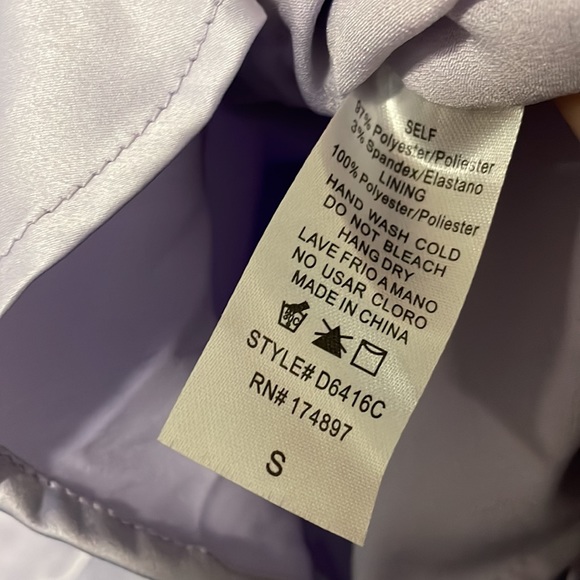 SELF
97% Polyester/Poliester
3% Spandex/Elastano
LINING
100% Polyester/Poliester
HAND WASH COLD
DO NOT BLEACH
HANG DRY
LAVE FRIO A MANO
NO USAR CLORO
MADE IN CHINA
STYLE# D6416C
RN# 174897
S